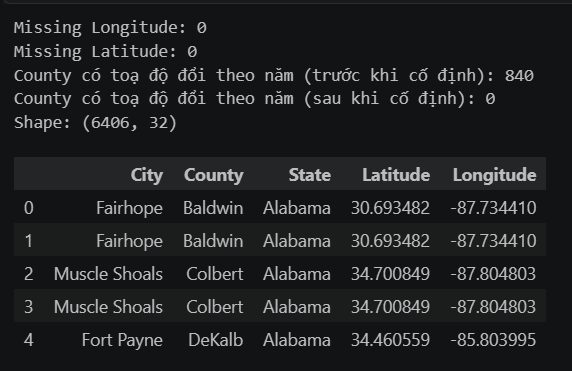 Missing Longitude: 0
Missing Latitude: 0
County có toạ độ đổi theo năm (trước khi cố định): 840
County có toạ độ đổi theo năm (sau khi cố định): 0
Shape: (6406, 32)
City County State Latitude Longitude
0 Fairhope Baldwin Alabama 30.693482 -87.734410
1 Fairhope Baldwin Alabama 30.693482 -87.734410
2 Muscle Shoals Colbert Alabama 34.700849 -87.804803
3 Muscle Shoals Colbert Alabama 34.700849 -87.804803
4 Fort Payne DeKalb Alabama 34.460559 -85.803995